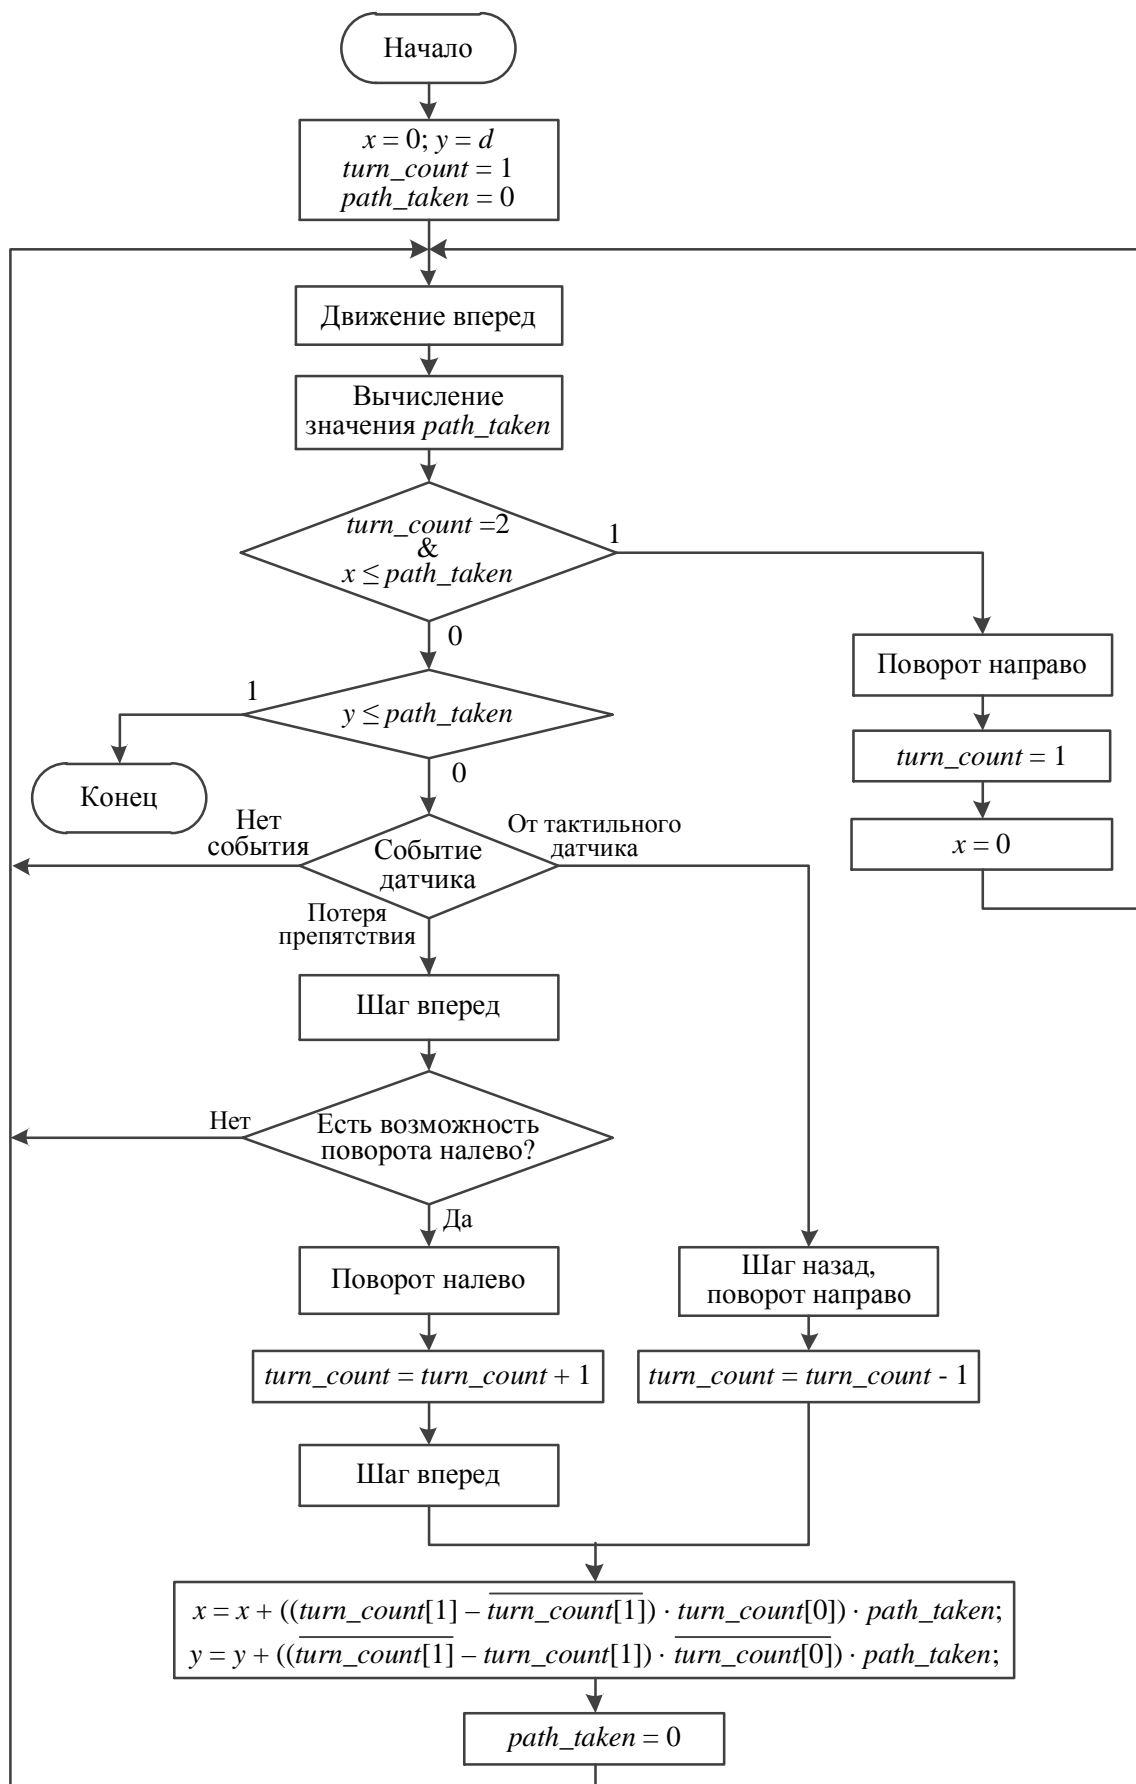 Начало
x = 0; y = d
turn_count = 1
path_taken = 0
Движение вперед
Вычисление
значения path_taken
turn_count =2
&
x ≤ path_taken
1
0
Поворот направо
turn_count = 1
x = 0
1
y ≤ path_taken
0
Конец
Нет
события
Событие
датчика
От тактильного
датчика
Потеря
препятствия
Шаг вперед
Нет
Есть возможность
поворота налево?
Да
Поворот налево
turn_count = turn_count + 1
Шаг вперед
Шаг назад,
поворот направо
turn_count = turn_count - 1
x = x + ((turn_count[1] – \overline{turn_count[1]}) · turn_count[0]) · path_taken;
y = y + ((\overline{turn_count[1]} – turn_count[1]) · \overline{turn_count[0]}) · path_taken;
path_taken = 0